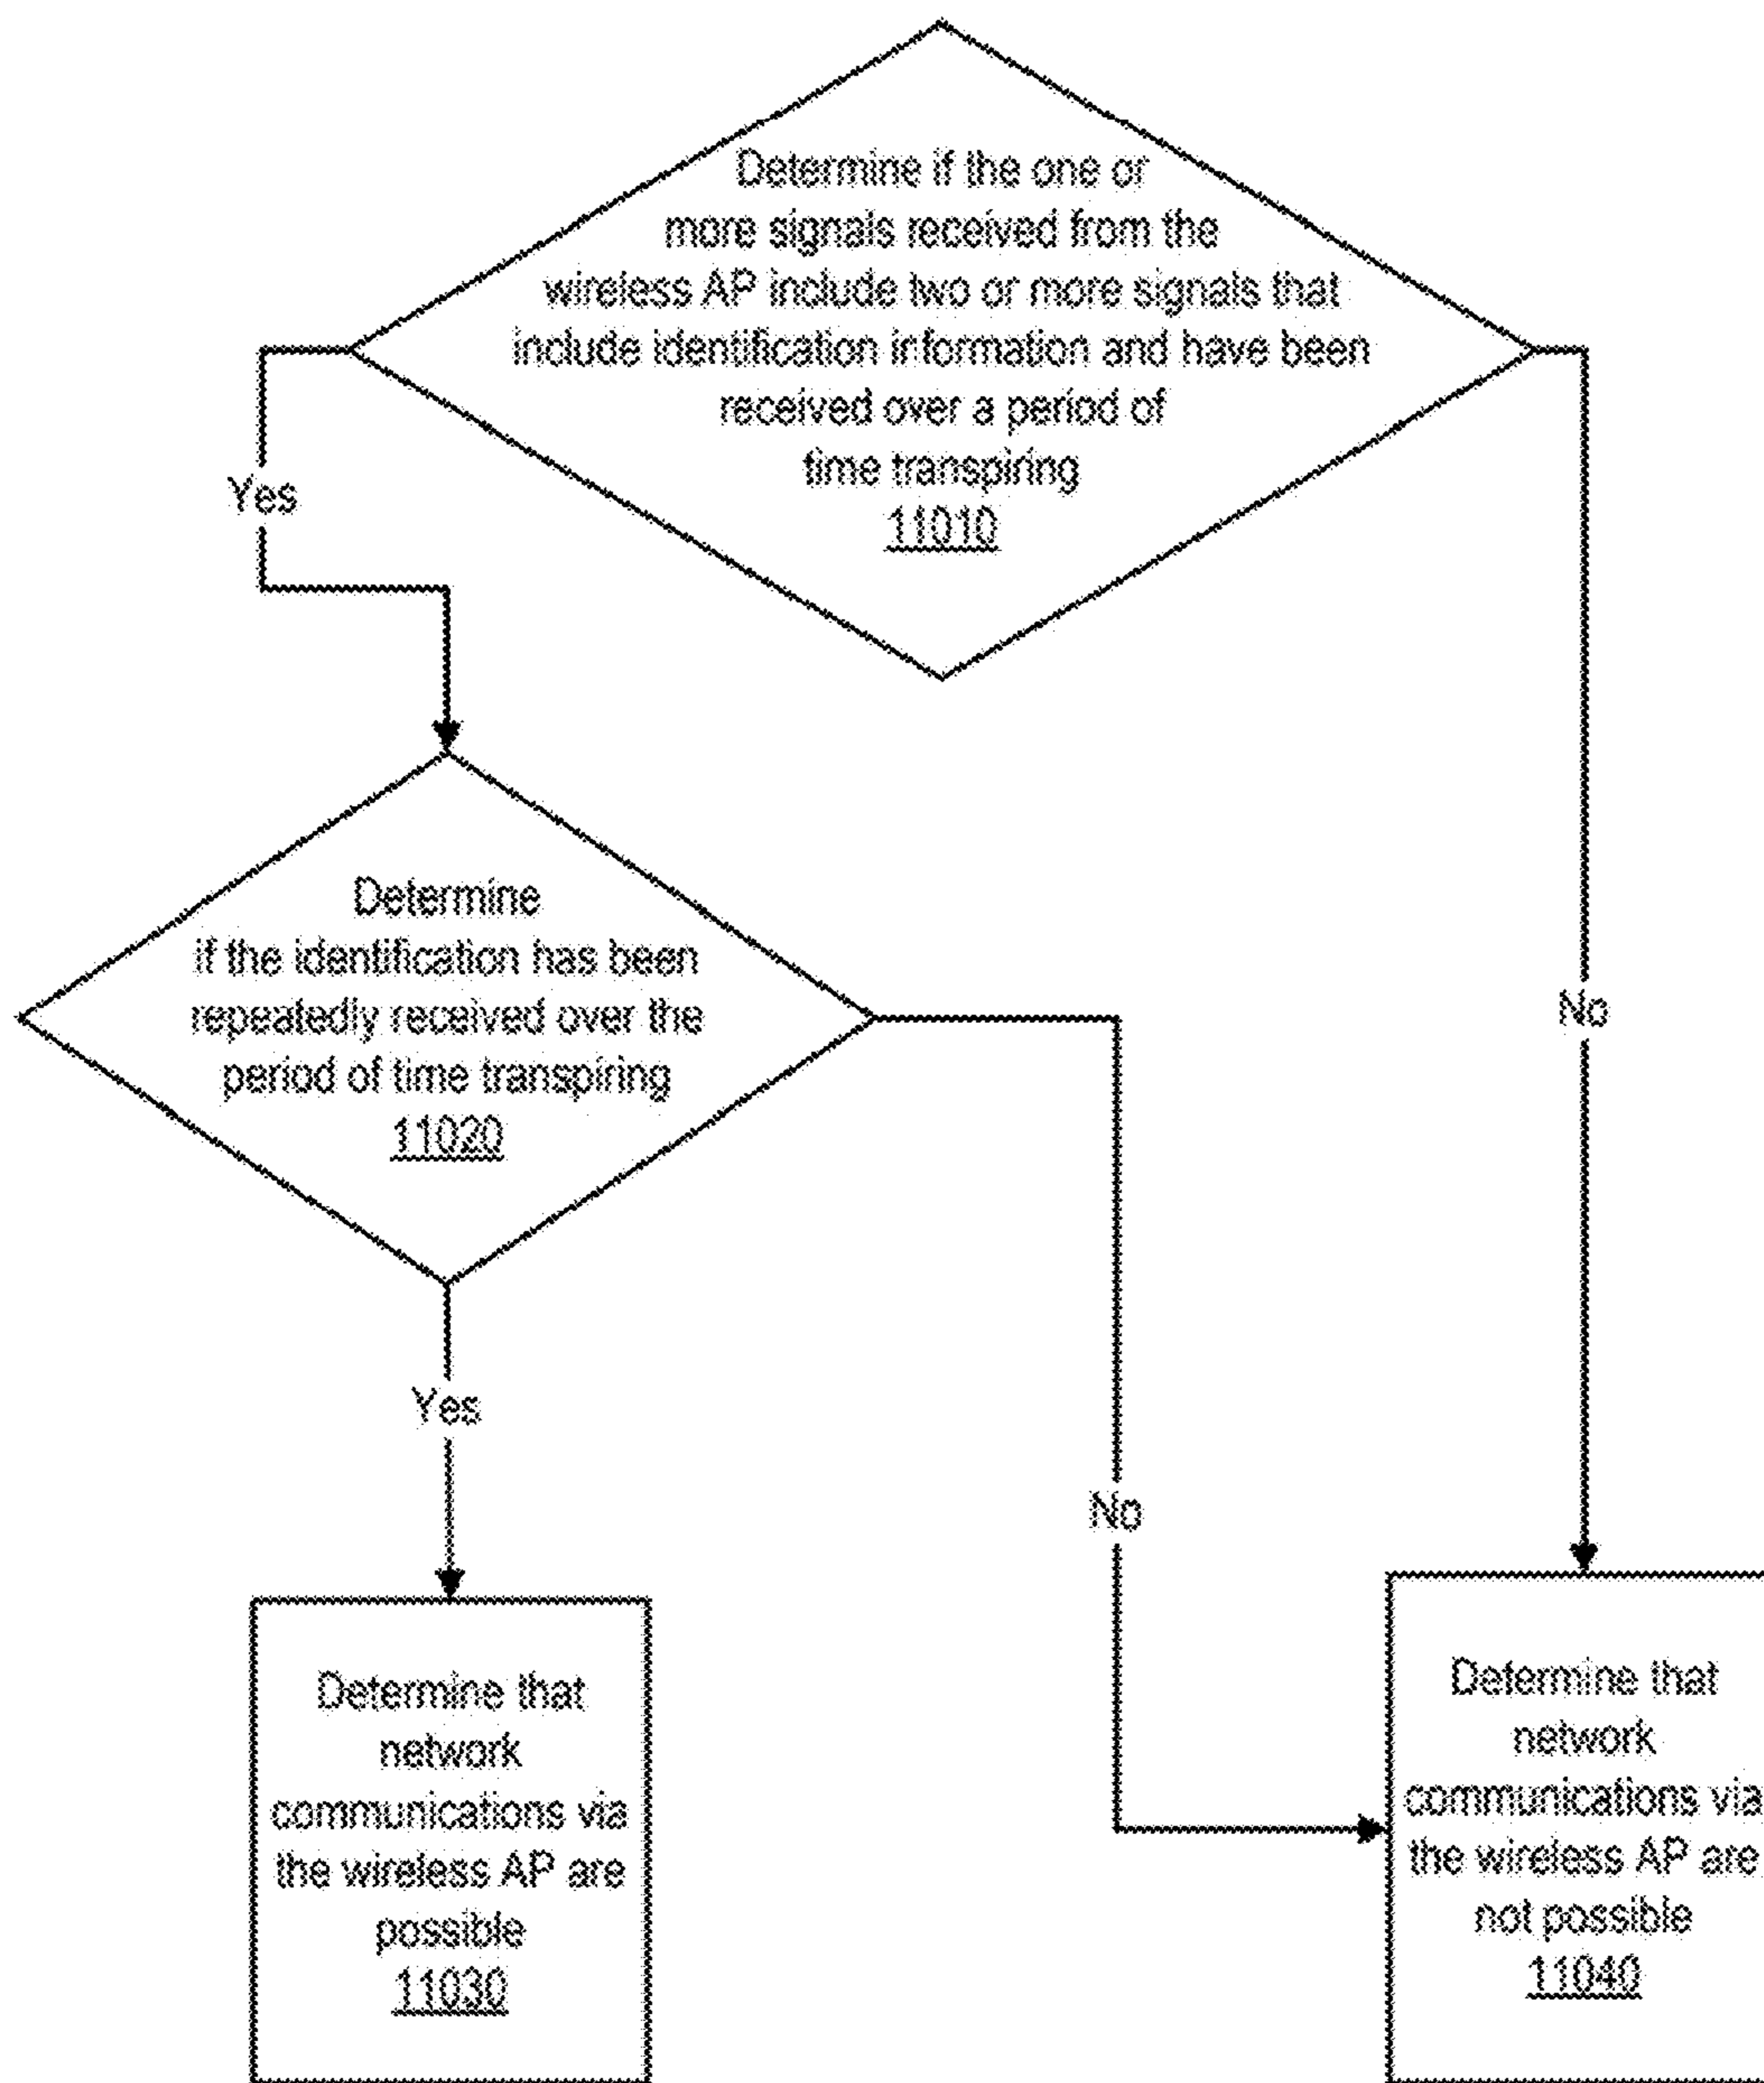 Determine if the one or
more signals received from the
wireless AP include two or more signals that
include identification information and have been
received over a period of
time transpiring
11010
Yes
No
Determine
if the identification has been
repeatedly received over the
period of time transpiring
11020
Yes
No
Determine that
network
communications via
the wireless AP are
possible
11030
Determine that
network
communications via
the wireless AP are
not possible
11040